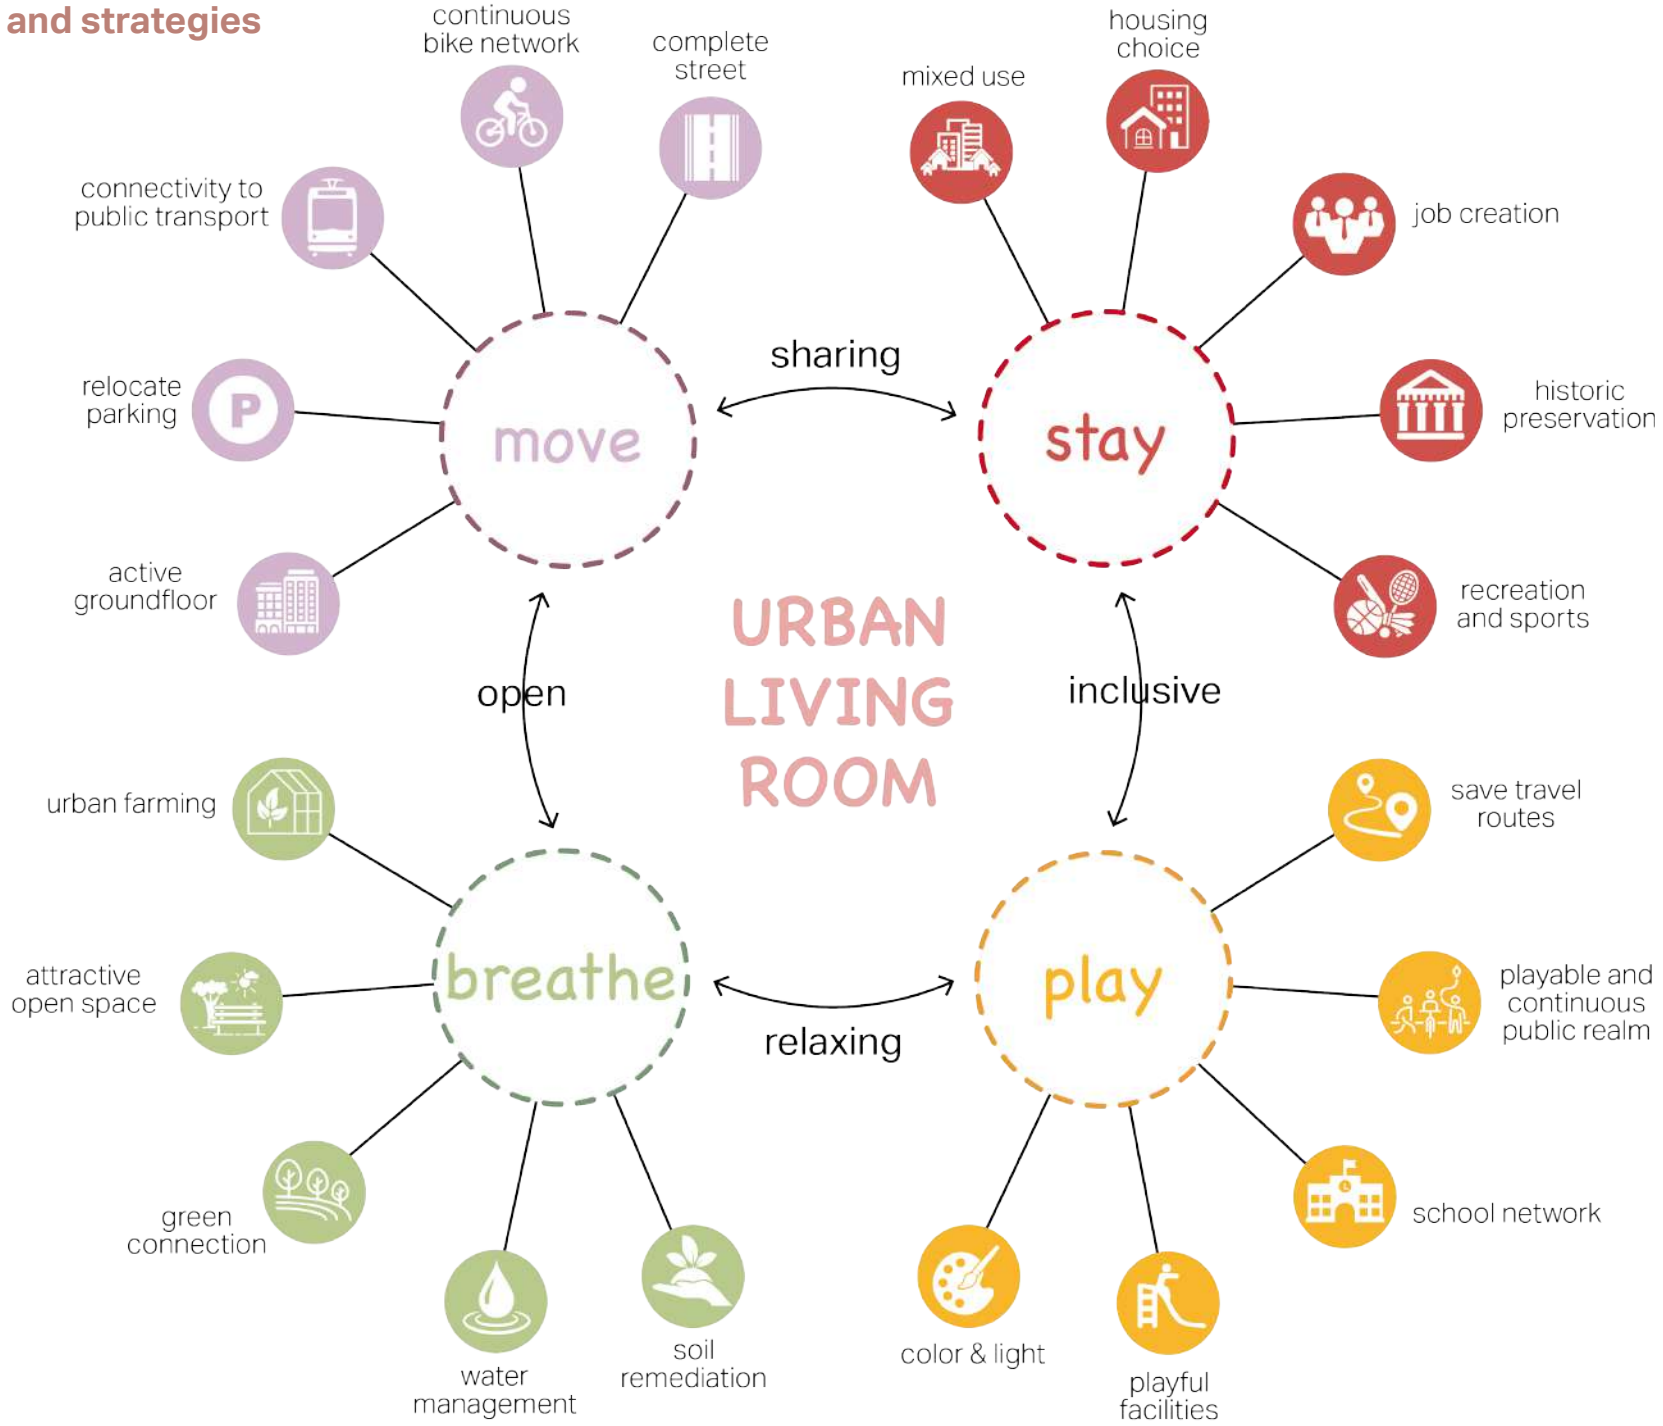 and strategies
continuous
bike network
complete
street
connectivity to
public transport
relocate
parking
P
active
groundfloor
move
sharing
mixed use
housing
choice
job creation
historic
preservation
recreation
and sports
stay
open
URBAN
LIVING
ROOM
inclusive
urban farming
attractive
open space
green
connection
water
management
soil
remediation
breathe
relaxing
play
save travel
routes
playable and
continuous
public realm
school network
color & light
playful
facilities